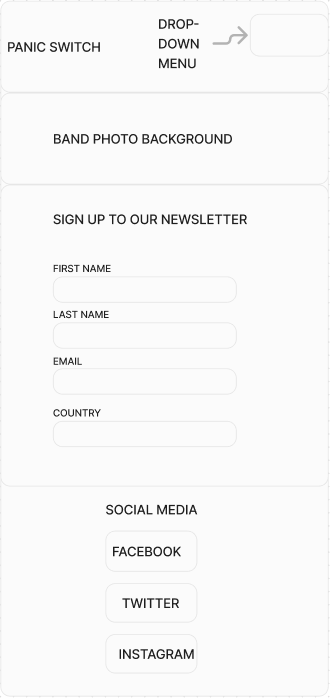 PANIC SWITCH
DROP-
DOWN
MENU
BAND PHOTO BACKGROUND
SIGN UP TO OUR NEWSLETTER
FIRST NAME
LAST NAME
EMAIL
COUNTRY
SOCIAL MEDIA
FACEBOOK
TWITTER
INSTAGRAM